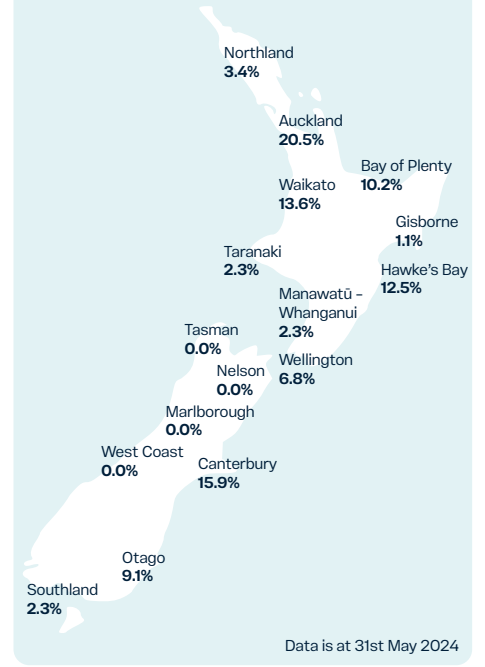 Northland
3.4%
Auckland
20.5%
Bay of Plenty
10.2%
Waikato
13.6%
Gisborne
1.1%
Taranaki
2.3%
Hawke's Bay
12.5%
Manawatū –
Whanganui
2.3%
Tasman
0.0%
Wellington
6.8%
Nelson
0.0%
Marlborough
0.0%
West Coast
0.0%
Canterbury
15.9%
Otago
9.1%
Southland
2.3%
Data is at 31st May 2024